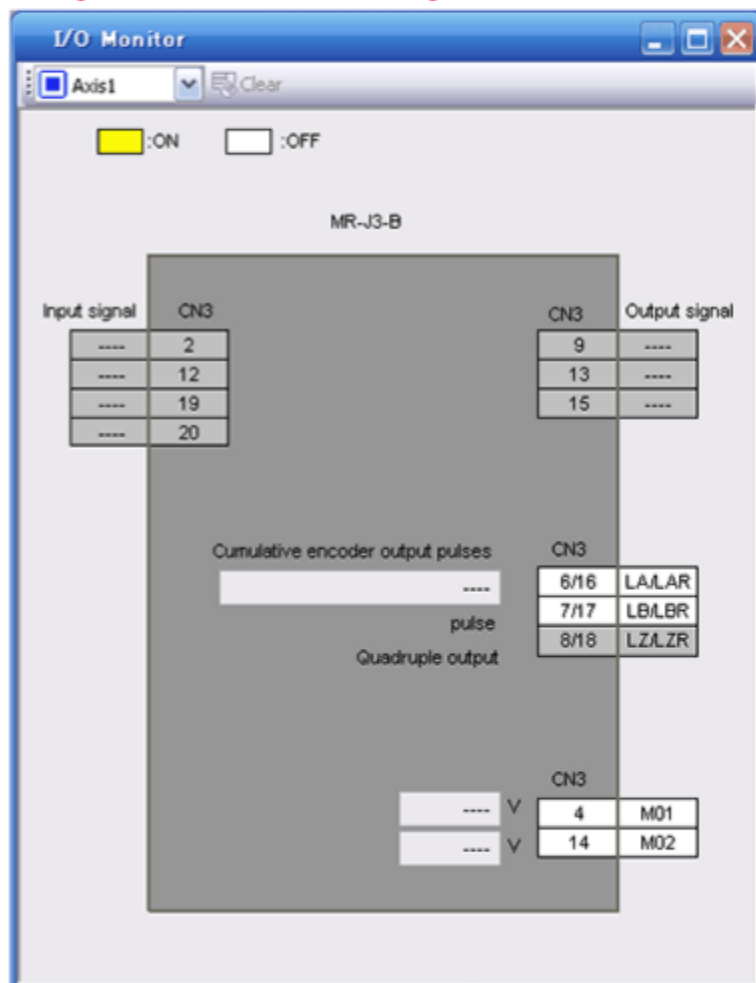 I/O Monitor
Axis1 Clear
:ON :OFF
MR-J3-B
Input signal CN3 CN3 Output signal
---- 2 9 ----
---- 12 13 ----
---- 19 15 ----
---- 20
Cumulative encoder output pulses CN3
---- 6/16 LA/LAR
pulse 7/17 LB/LBR
Quadruple output 8/18 LZ/LZR
CN3
---- V 4 M01
---- V 14 M02